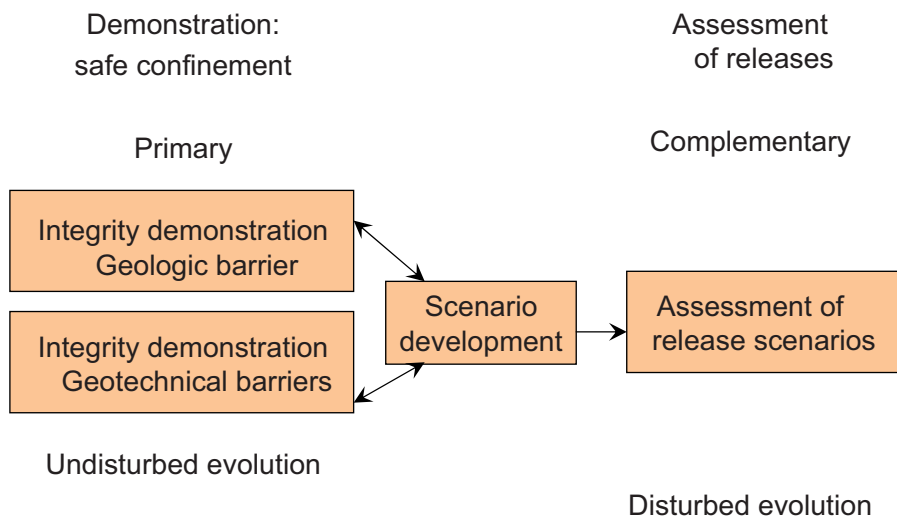 Demonstration:
safe confinement
Assessment
of releases
Primary
Complementary
Integrity demonstration
Geologic barrier
Integrity demonstration
Geotechnical barriers
Scenario
development
Assessment of
release scenarios
Undisturbed evolution
Disturbed evolution